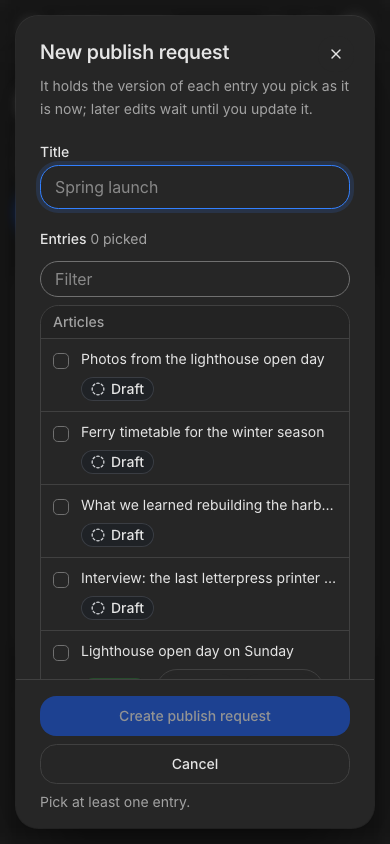 New publish request
It holds the version of each entry you pick as it
is now; later edits wait until you update it.
Title
Spring launch
Entries 0 picked
Filter
Articles
Photos from the lighthouse open day
Draft
Ferry timetable for the winter season
Draft
What we learned rebuilding the harb...
Draft
Interview: the last letterpress printer ...
Draft
Lighthouse open day on Sunday
Create publish request
Cancel
Pick at least one entry.